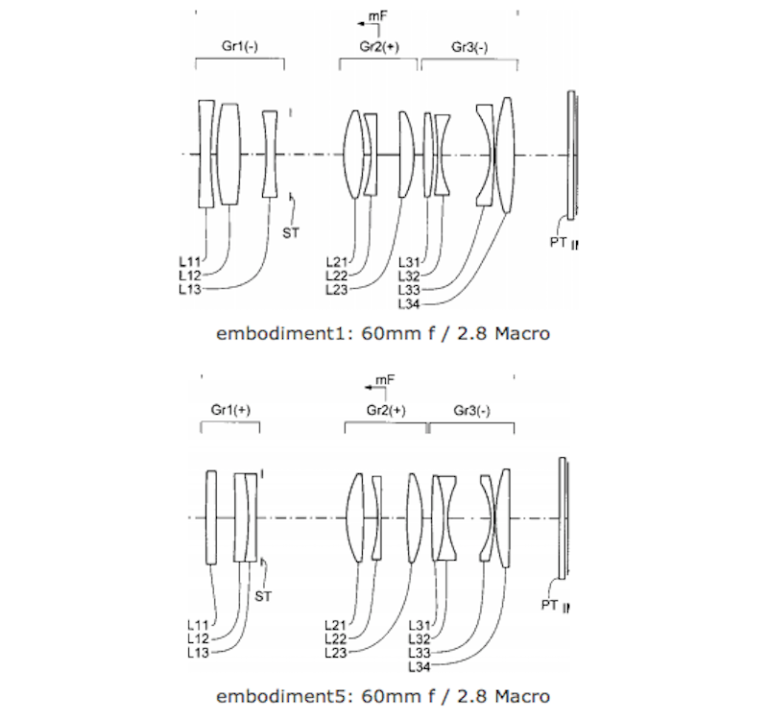 mF
Gr1(-) Gr2(+) Gr3(-)
ST
PT
L11 L21 L31
L12 L22 L32
L13 L23 L33
L34
embodiment1: 60mm f / 2.8 Macro
mF
Gr1(+) Gr2(+) Gr3(-)
ST
PT
L11 L21 L31
L12 L22 L32
L13 L23 L33
L34
embodiment5: 60mm f / 2.8 Macro